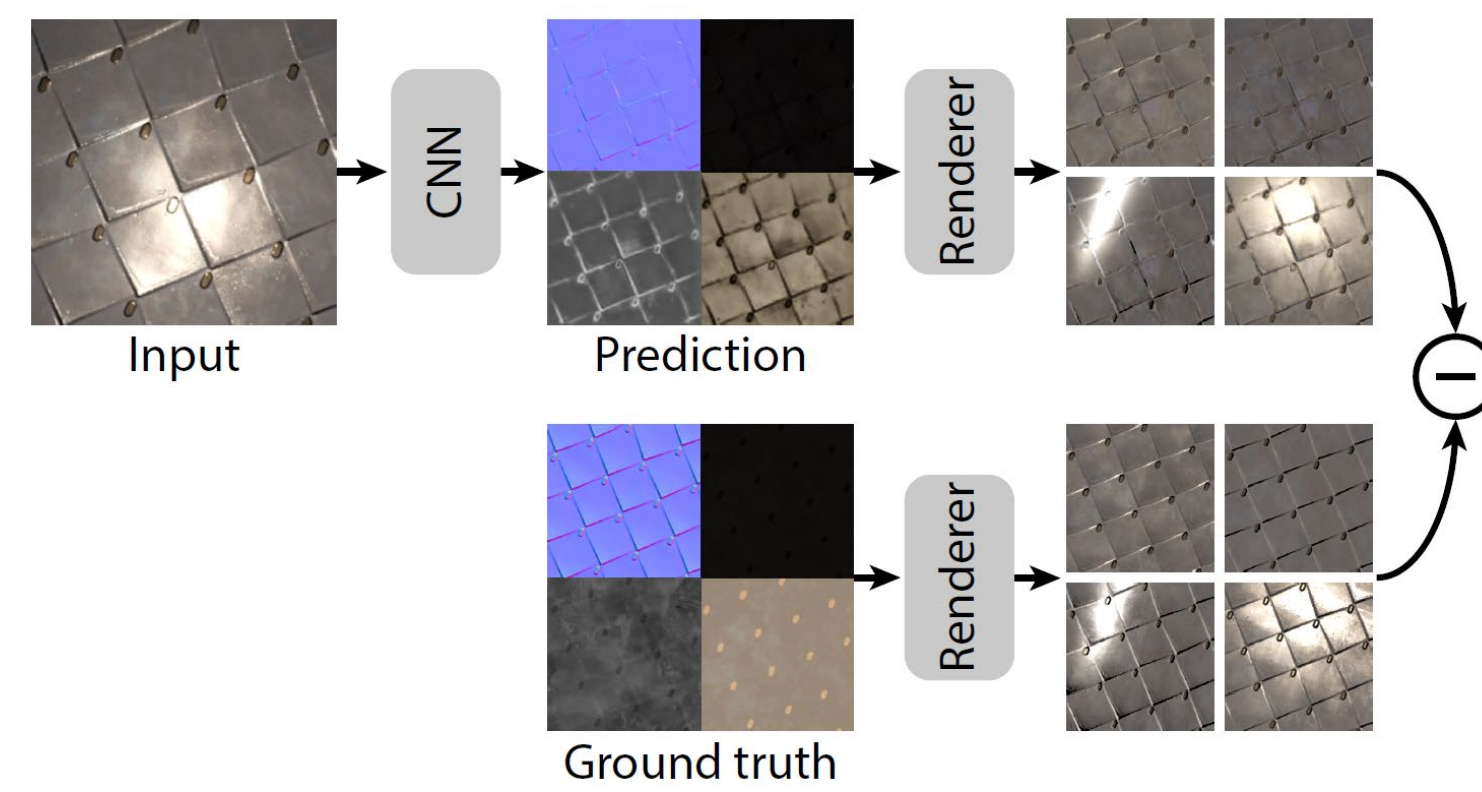 Input
CNN
Prediction
Renderer
Ground truth
Renderer